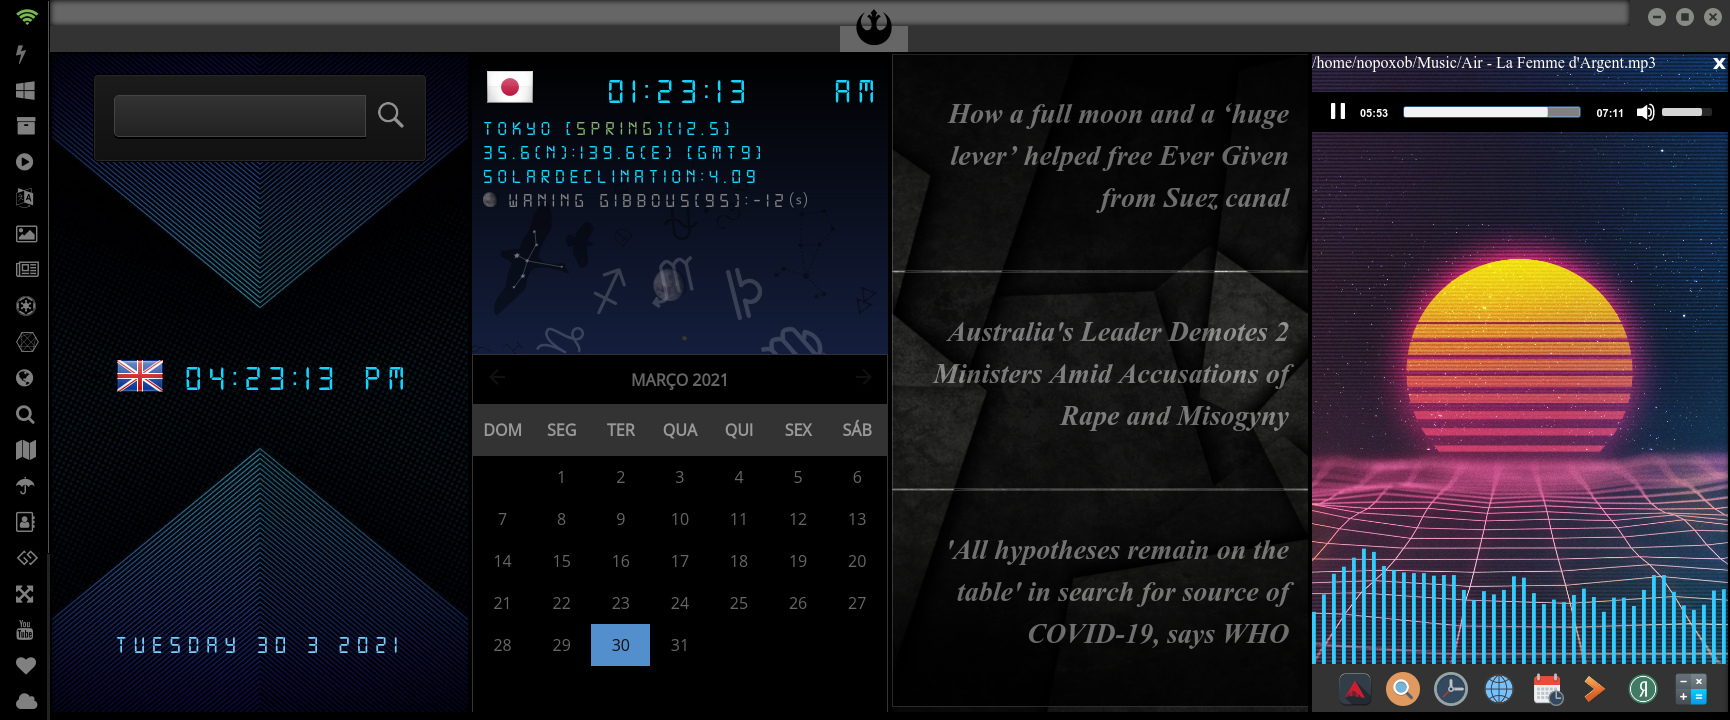 01:23:13 AM
TOKYO [SPRING][12.5]
35.6(N):139.6(E) [GMT9]
SOLARDECLINATION:4.09
WANING GIBBOUS(95):-12(s)
04:23:13 PM
TUESDAY 30 3 2021
MARÇO 2021
DOM SEG TER QUA QUI SEX SÁB
1 2 3 4 5 6
7 8 9 10 11 12 13
14 15 16 17 18 19 20
21 22 23 24 25 26 27
28 29 30 31
How a full moon and a ‘huge
lever’ helped free Ever Given
from Suez canal
Australia's Leader Demotes 2
Ministers Amid Accusations of
Rape and Misogyny
'All hypotheses remain on the
table' in search for source of
COVID-19, says WHO
/home/nopoxob/Music/Air - La Femme d'Argent.mp3 x
05:53 07:11
You
Tube
Я